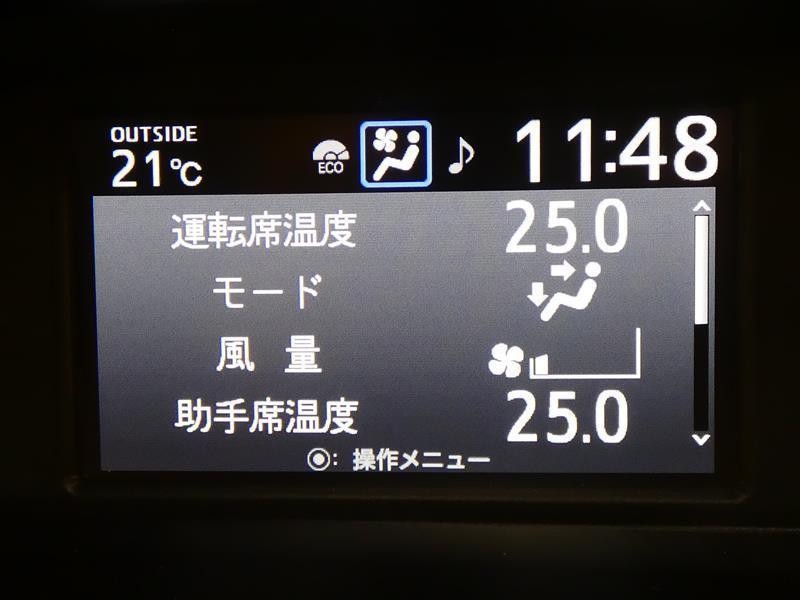 OUTSIDE
21℃
ECO
11:48
運転席温度 25.0
モード
風量
助手席温度 25.0
◉: 操作メニュー